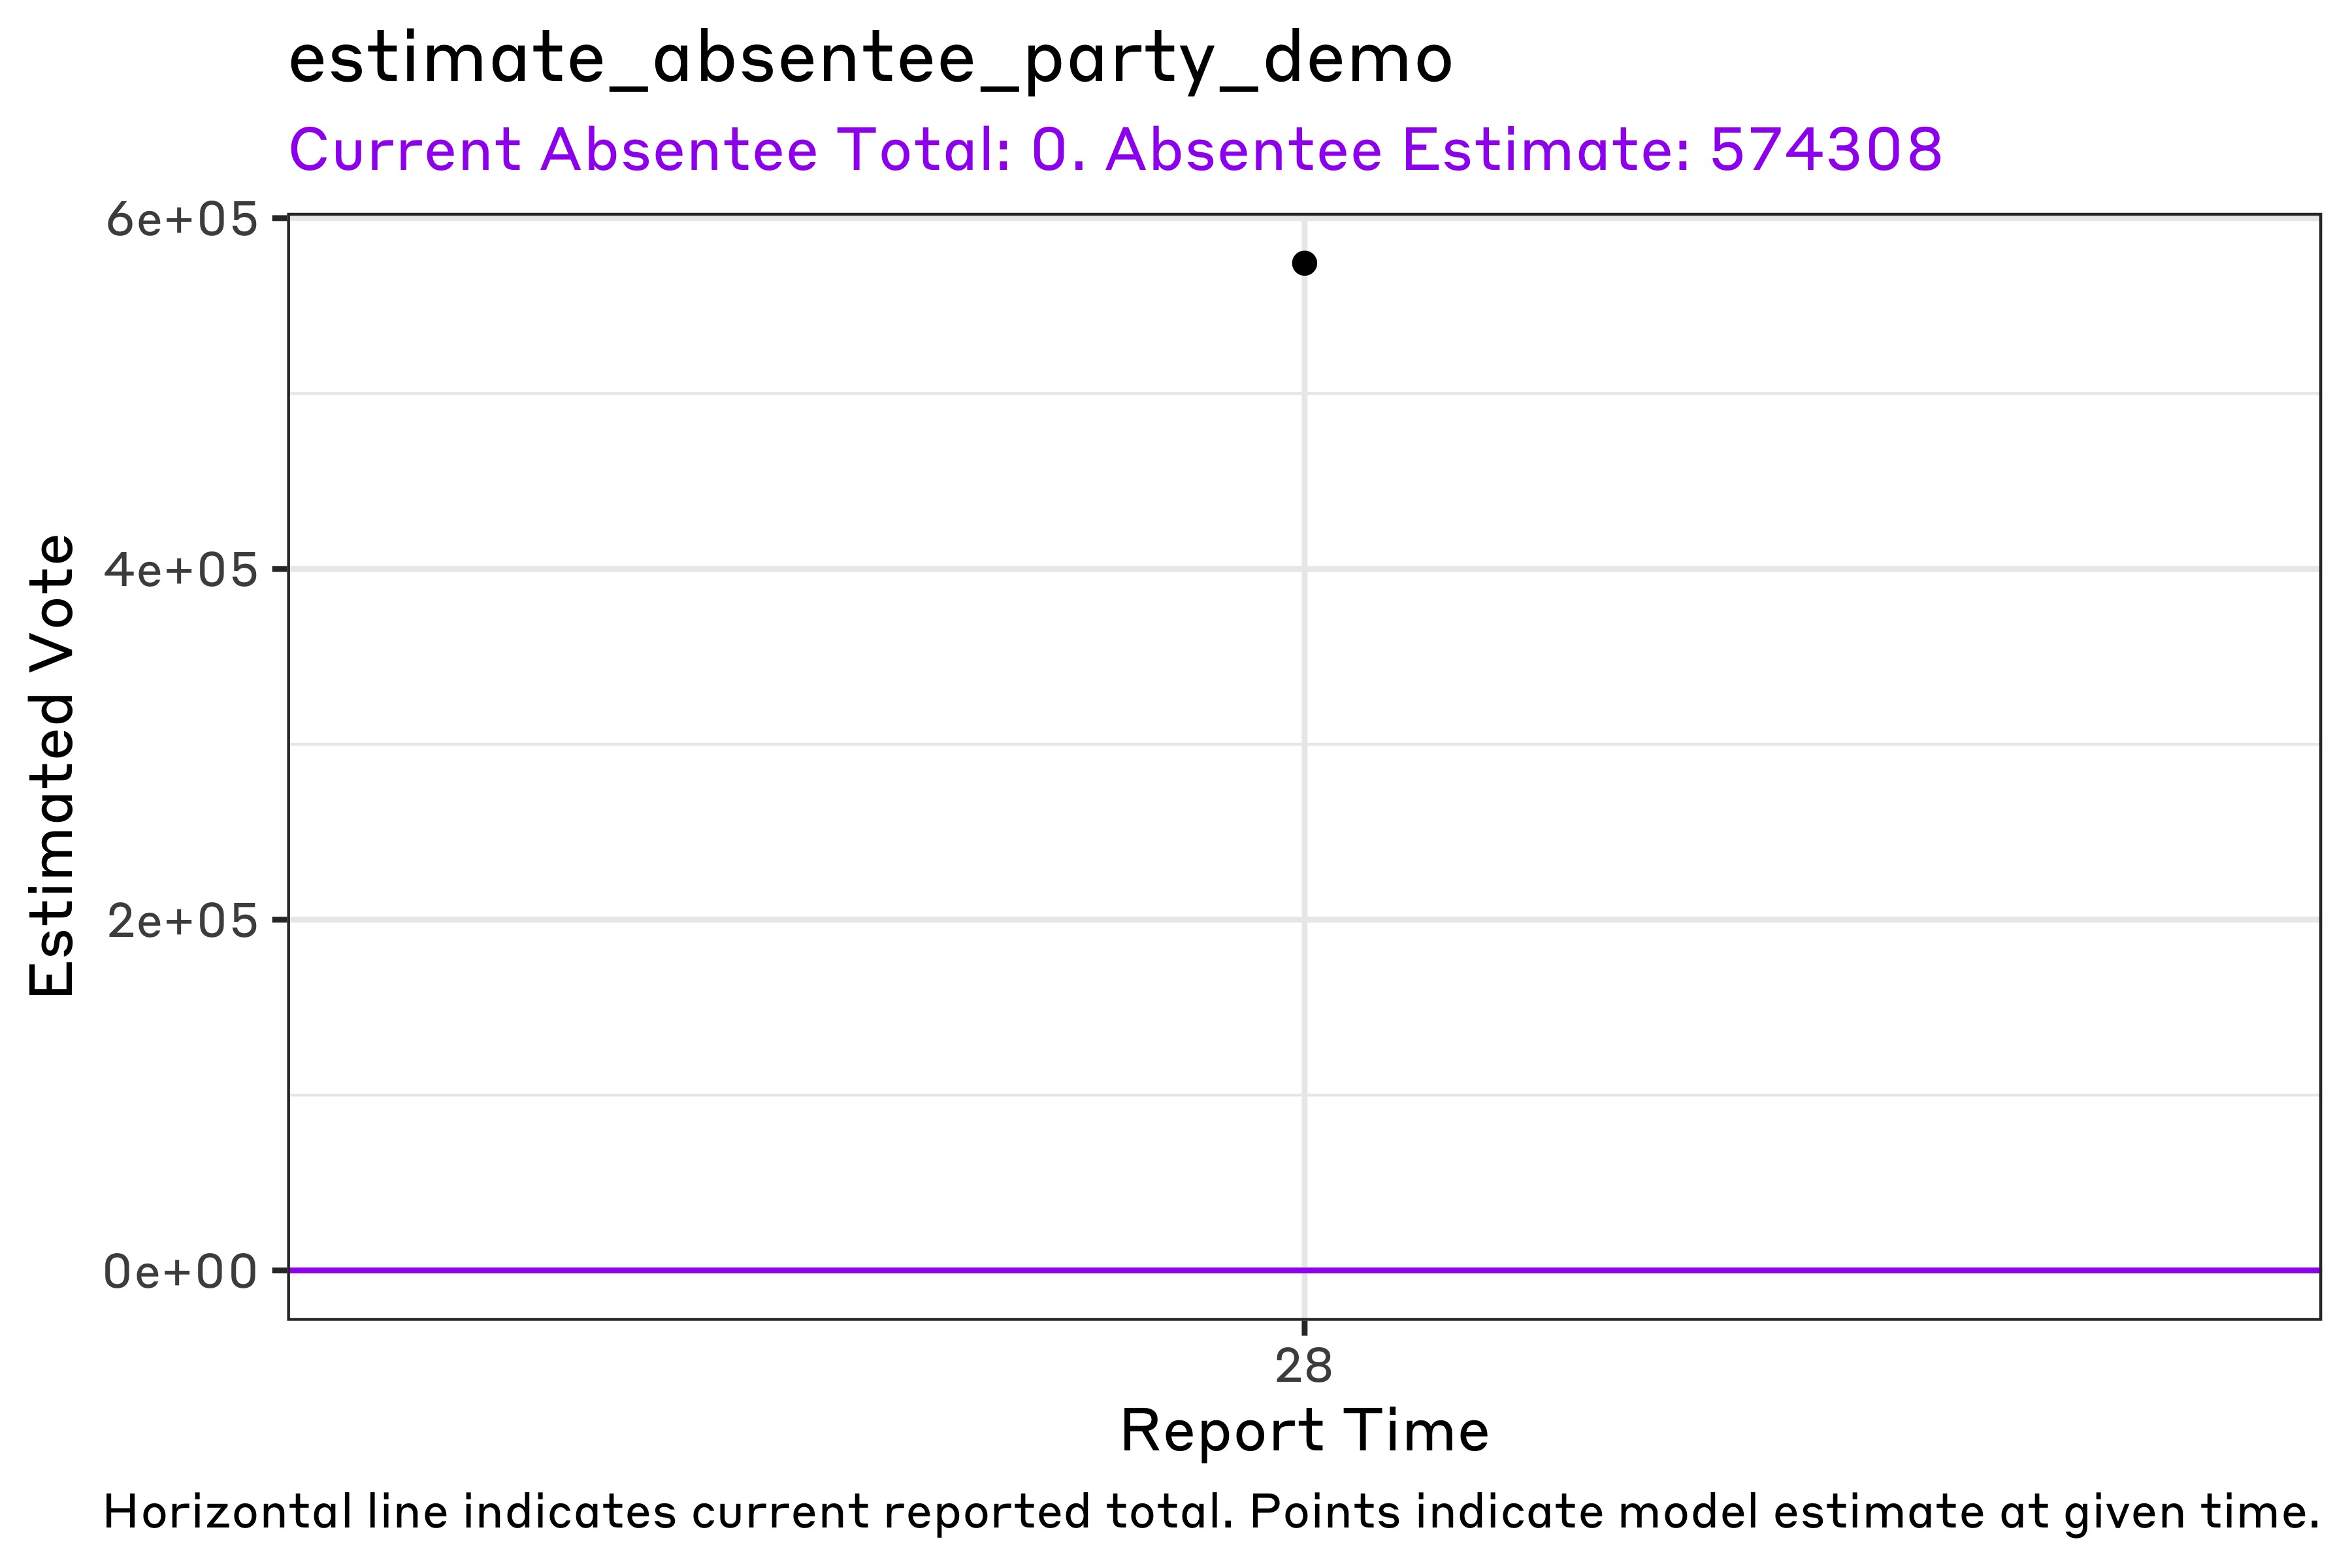 estimate_absentee_party_demo
Current Absentee Total: 0. Absentee Estimate: 574308
6e+05
4e+05
2e+05
0e+00
Estimated Vote
28
Report Time
Horizontal line indicates current reported total. Points indicate model estimate at given time.